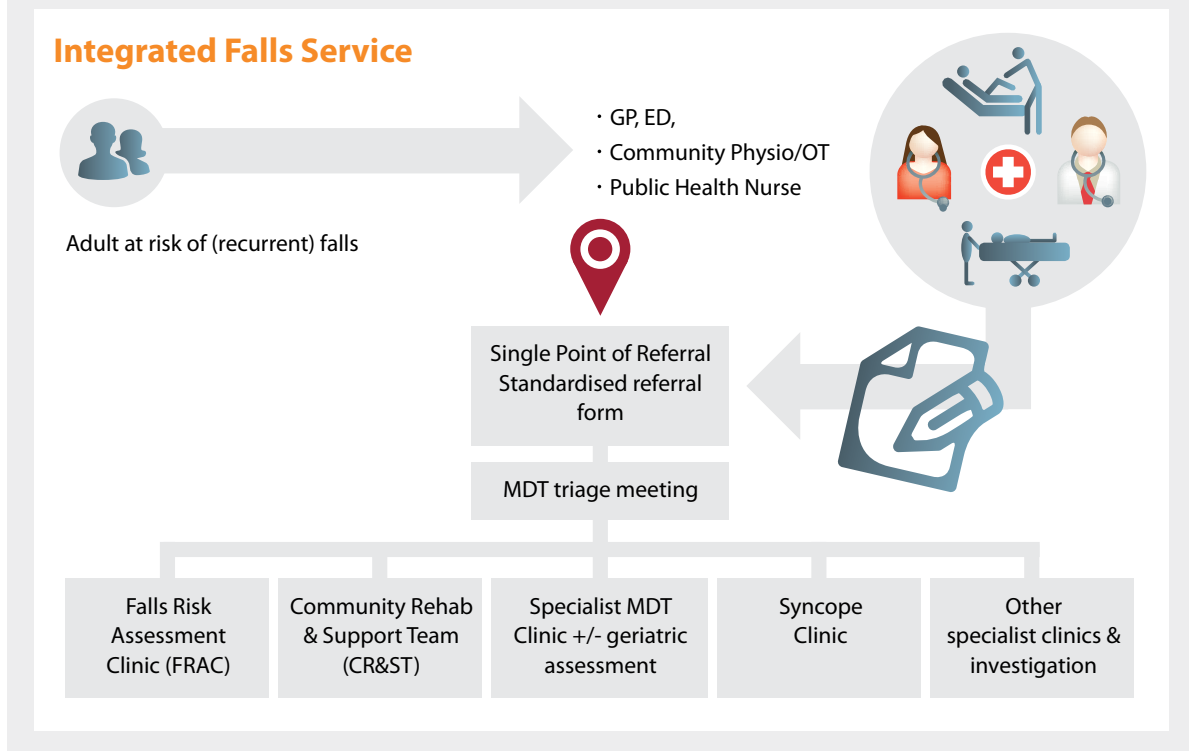 Integrated Falls Service
· GP, ED,
· Community Physio/OT
· Public Health Nurse
Adult at risk of (recurrent) falls
Single Point of Referral
Standardised referral
form
MDT triage meeting
Falls Risk
Assessment
Clinic (FRAC)
Community Rehab
& Support Team
(CR&ST)
Specialist MDT
Clinic +/- geriatric
assessment
Syncope
Clinic
Other
specialist clinics &
investigation